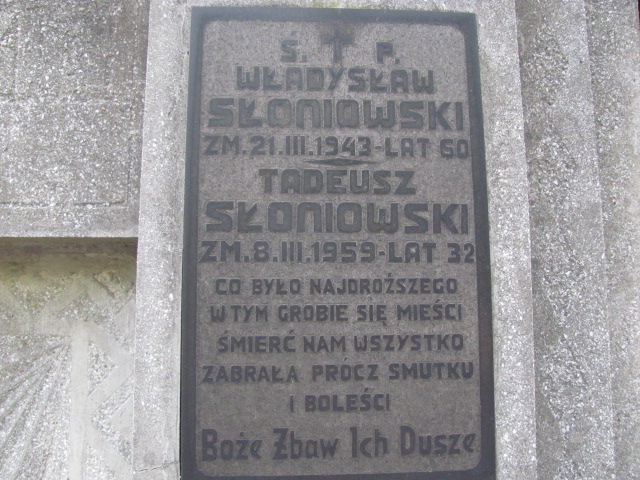 Ś. P.
WŁADYSŁAW
SŁONIOWSKI
ZM. 21. III. 1943 - LAT 60
TADEUSZ
SŁONIOWSKI
ZM. 8. III. 1959 - LAT 32
CO BYŁO NAJDROŻSZEGO
W TYM GROBIE SIĘ MIEŚCI
ŚMIERĆ NAM WSZYSTKO
ZABRAŁA PRÓCZ SMUTKU
I BOLEŚCI
Boże Zbaw Ich Dusze